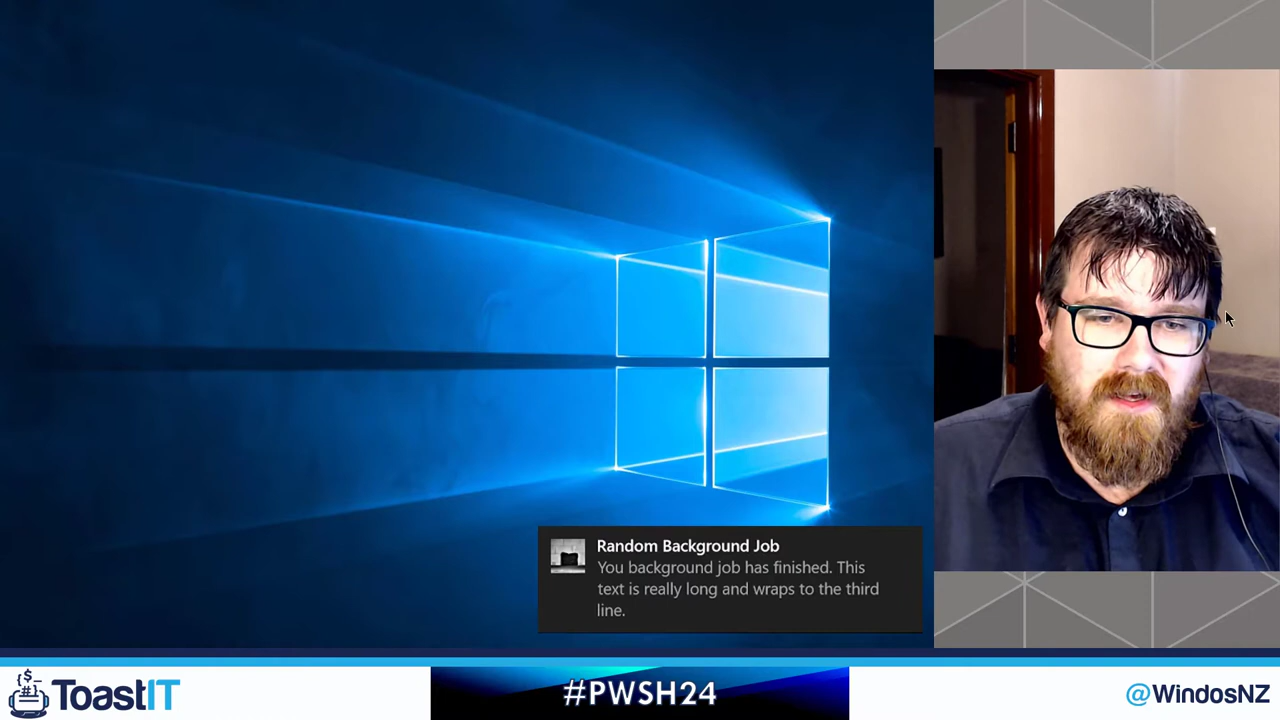 Random Background Job
You background job has finished. This
text is really long and wraps to the third
line.
{$
ToastIT
#PWSH24
@WindosNZ